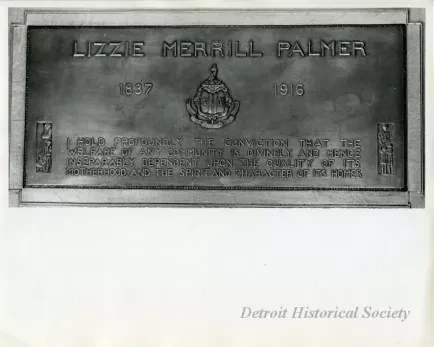 LIZZIE MERRILL PALMER
1837 1916
I HOLD PROFOUNDLY THE CONVICTION THAT THE
WELFARE OF ANY COMMUNITY IS DIVINELY AND HENCE
INSEPARABLY DEPENDENT UPON THE QUALITY OF ITS
MOTHERHOOD AND THE SPIRIT AND CHARACTER OF ITS HOMES
Detroit Historical Society